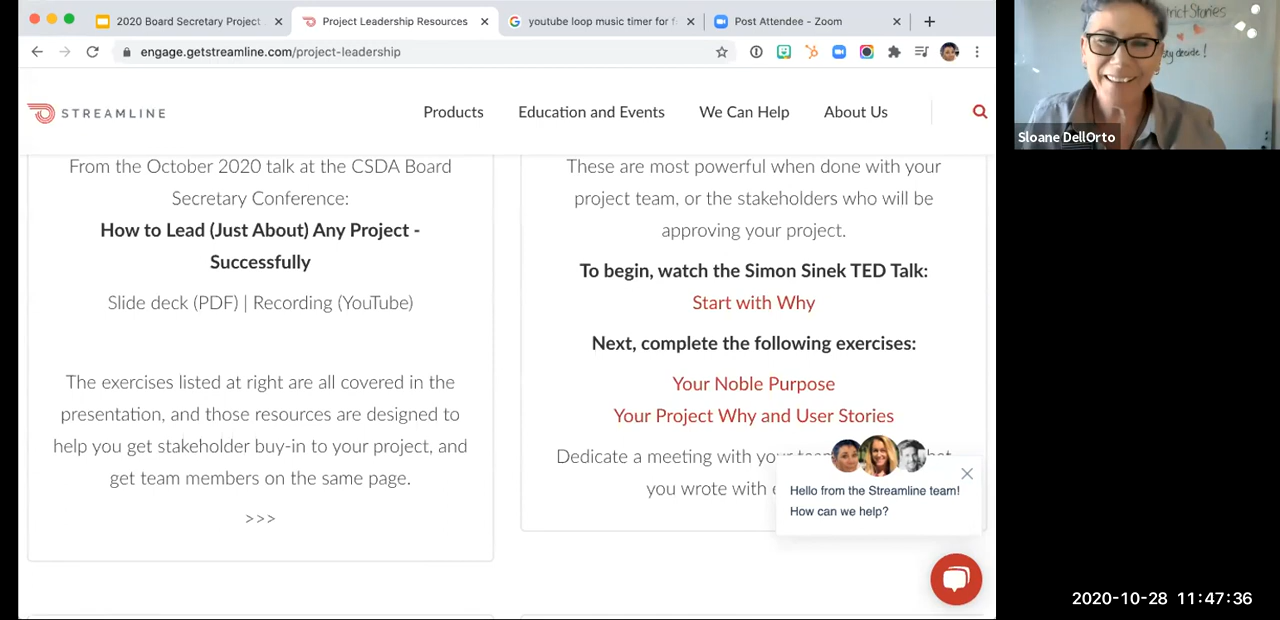 2020 Board Secretary Project
Project Leadership Resources
youtube loop music timer for f
Post Attendee - Zoom
engage.getstreamline.com/project-leadership
STREAMLINE
Products
Education and Events
We Can Help
About Us
From the October 2020 talk at the CSDA Board
Secretary Conference:
How to Lead (Just About) Any Project -
Successfully
Slide deck (PDF) | Recording (YouTube)
The exercises listed at right are all covered in the
presentation, and those resources are designed to
help you get stakeholder buy-in to your project, and
get team members on the same page.
>>>
These are most powerful when done with your
project team, or the stakeholders who will be
approving your project.
To begin, watch the Simon Sinek TED Talk:
Start with Why
Next, complete the following exercises:
Your Noble Purpose
Your Project Why and User Stories
Dedicate a meeting with your team
you wrote with
Hello from the Streamline team!
How can we help?
trict Stories
decide!
Sloane DellOrto
2020-10-28 11:47:36